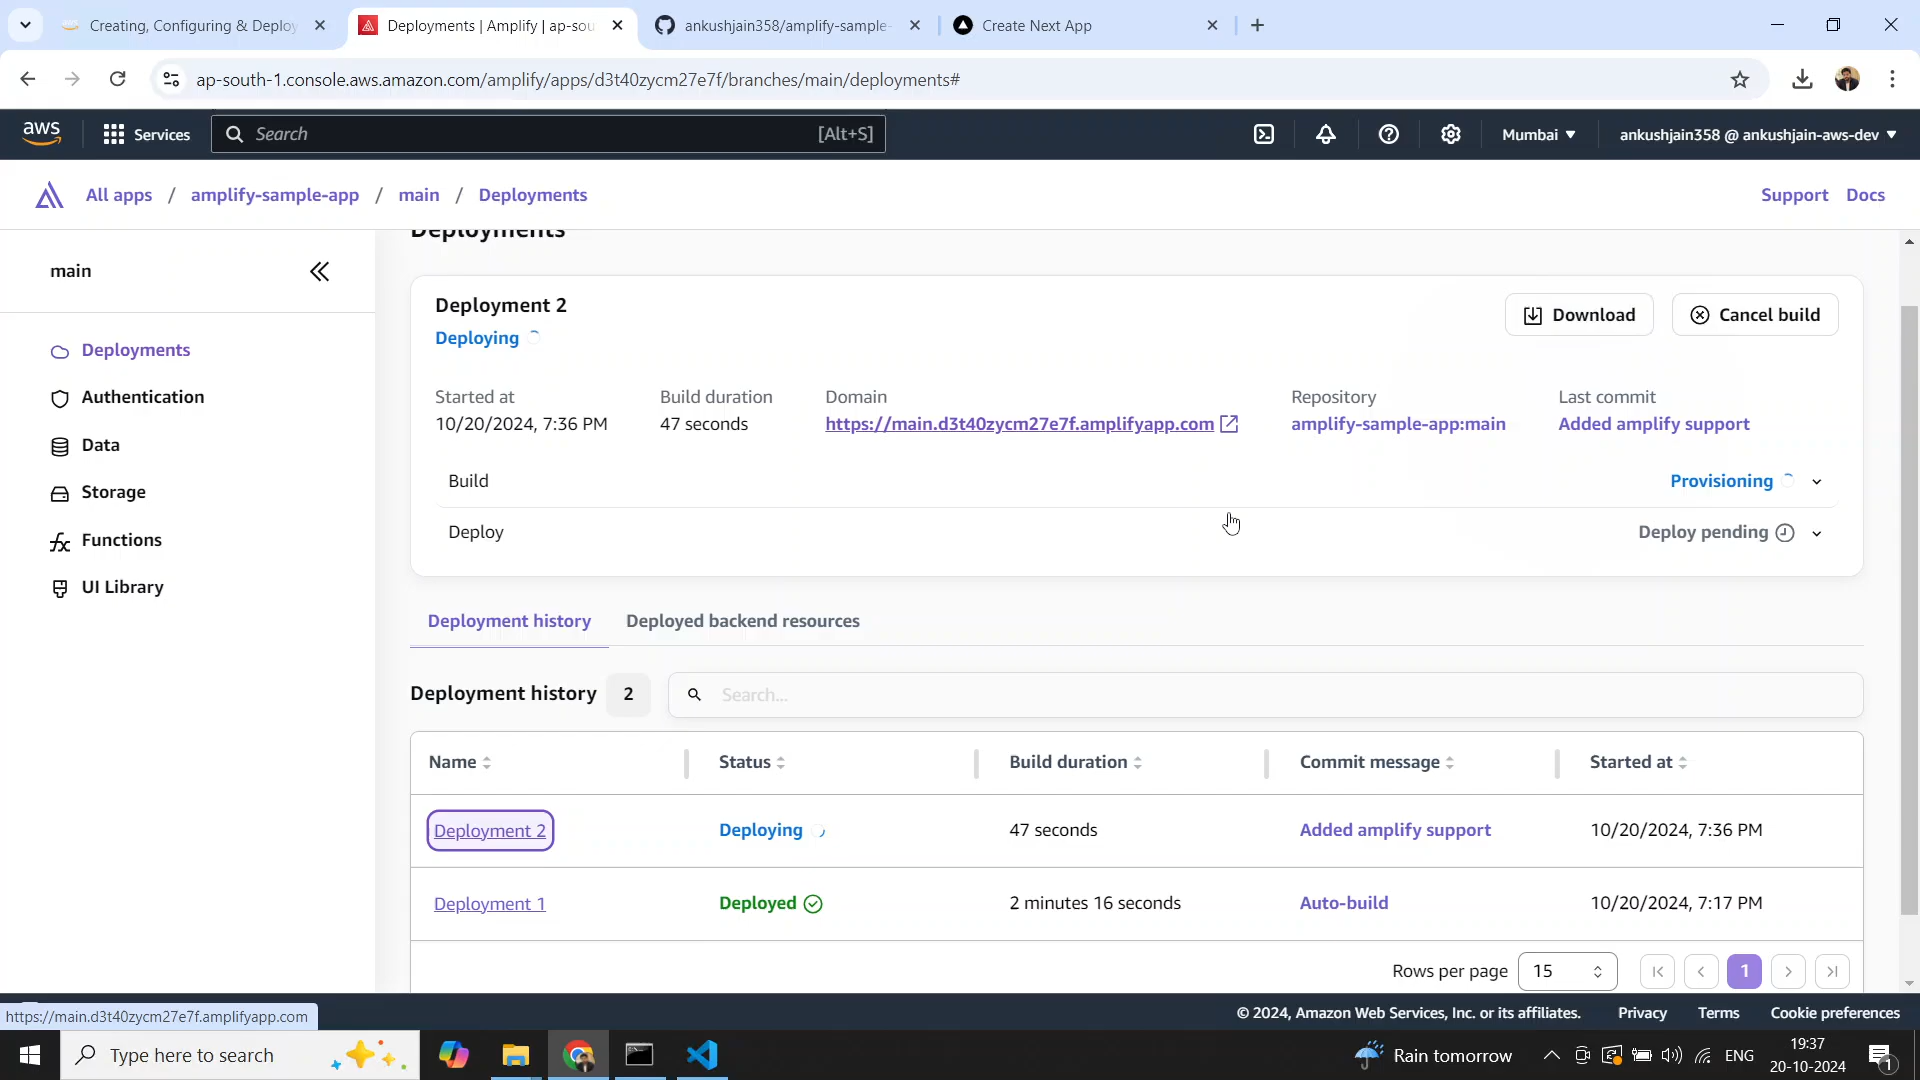 Creating, Configuring & Deploy
Deployments | Amplify | ap-sou
ankushjain358/amplify-sample-
Create Next App
ap-south-1.console.aws.amazon.com/amplify/apps/d3t40zycm27e7f/branches/main/deployments#
aws
Services
Search
[Alt+S]
Mumbai
ankushjain358 @ ankushjain-aws-dev
All apps / amplify-sample-app / main / Deployments
Support
Docs
main
Deployments
Authentication
Data
Storage
Functions
UI Library
Deployments
Deployment 2
Deploying
Download
Cancel build
Started at
Build duration
Domain
Repository
Last commit
10/20/2024, 7:36 PM
47 seconds
https://main.d3t40zycm27e7f.amplifyapp.com
amplify-sample-app:main
Added amplify support
Build
Provisioning
Deploy
Deploy pending
Deployment history
Deployed backend resources
Deployment history 2
Search...
Name
Status
Build duration
Commit message
Started at
Deployment 2
Deploying
47 seconds
Added amplify support
10/20/2024, 7:36 PM
Deployment 1
Deployed
2 minutes 16 seconds
Auto-build
10/20/2024, 7:17 PM
Rows per page
15
1
https://main.d3t40zycm27e7f.amplifyapp.com
© 2024, Amazon Web Services, Inc. or its affiliates.
Privacy
Terms
Cookie preferences
Type here to search
Rain tomorrow
ENG
19:37
20-10-2024
1